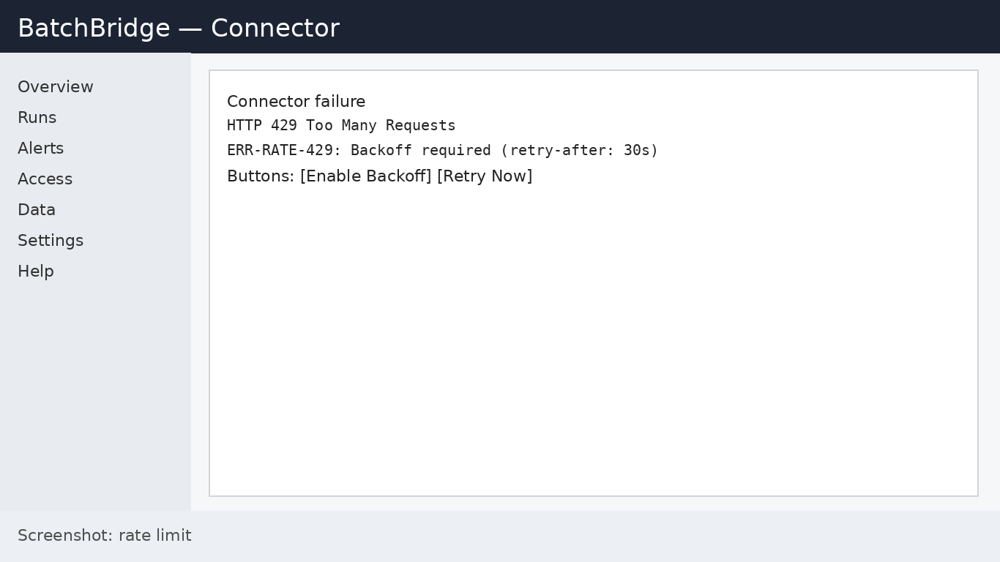 BatchBridge — Connector
Overview
Runs
Alerts
Access
Data
Settings
Help
Connector failure
HTTP 429 Too Many Requests
ERR-RATE-429: Backoff required (retry-after: 30s)
Buttons: [Enable Backoff] [Retry Now]
Screenshot: rate limit